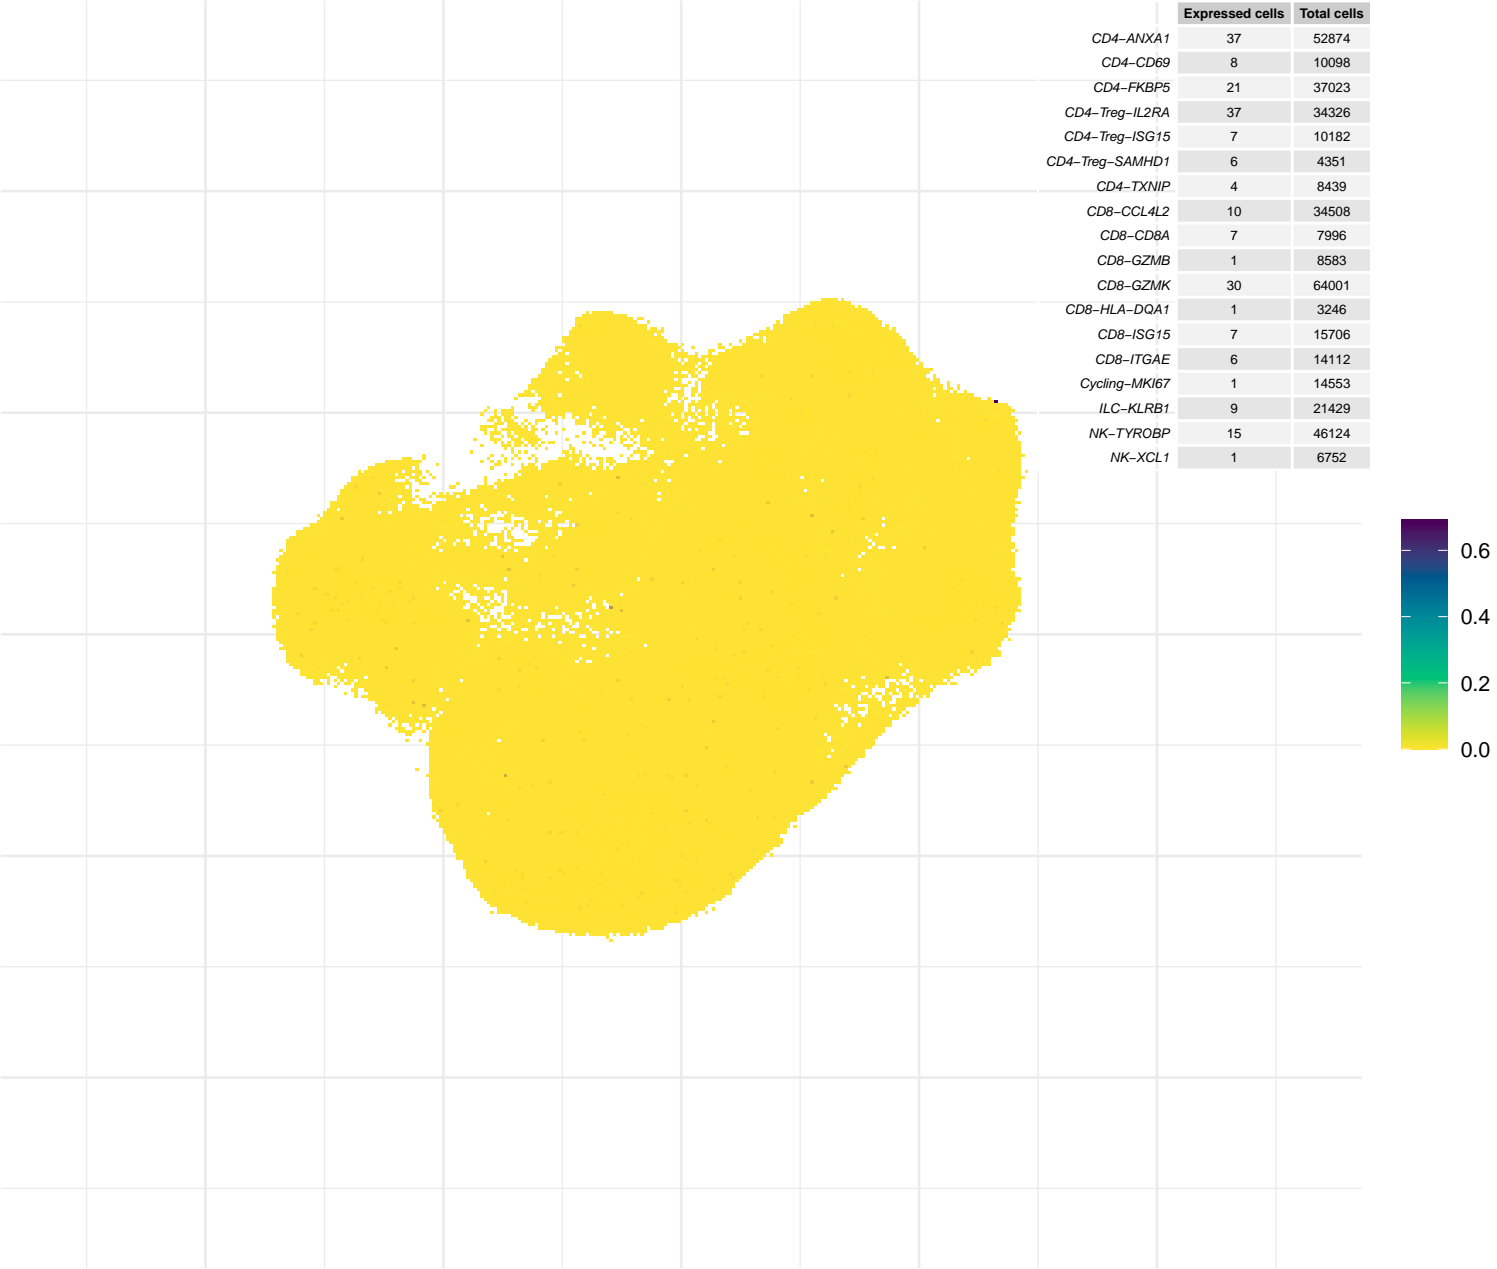 Expressed cells Total cells
CD4−ANXA1 37 52874
CD4−CD69 8 10098
CD4−FKBP5 21 37023
CD4−Treg−IL2RA 37 34326
CD4−Treg−ISG15 7 10182
CD4−Treg−SAMHD1 6 4351
CD4−TXNIP 4 8439
CD8−CCL4L2 10 34508
CD8−CD8A 7 7996
CD8−GZMB 1 8583
CD8−GZMK 30 64001
CD8−HLA−DQA1 1 3246
CD8−ISG15 7 15706
CD8−ITGAE 6 14112
Cycling−MKI67 1 14553
ILC−KLRB1 9 21429
NK−TYROBP 15 46124
NK−XCL1 1 6752
0.6
0.4
0.2
0.0